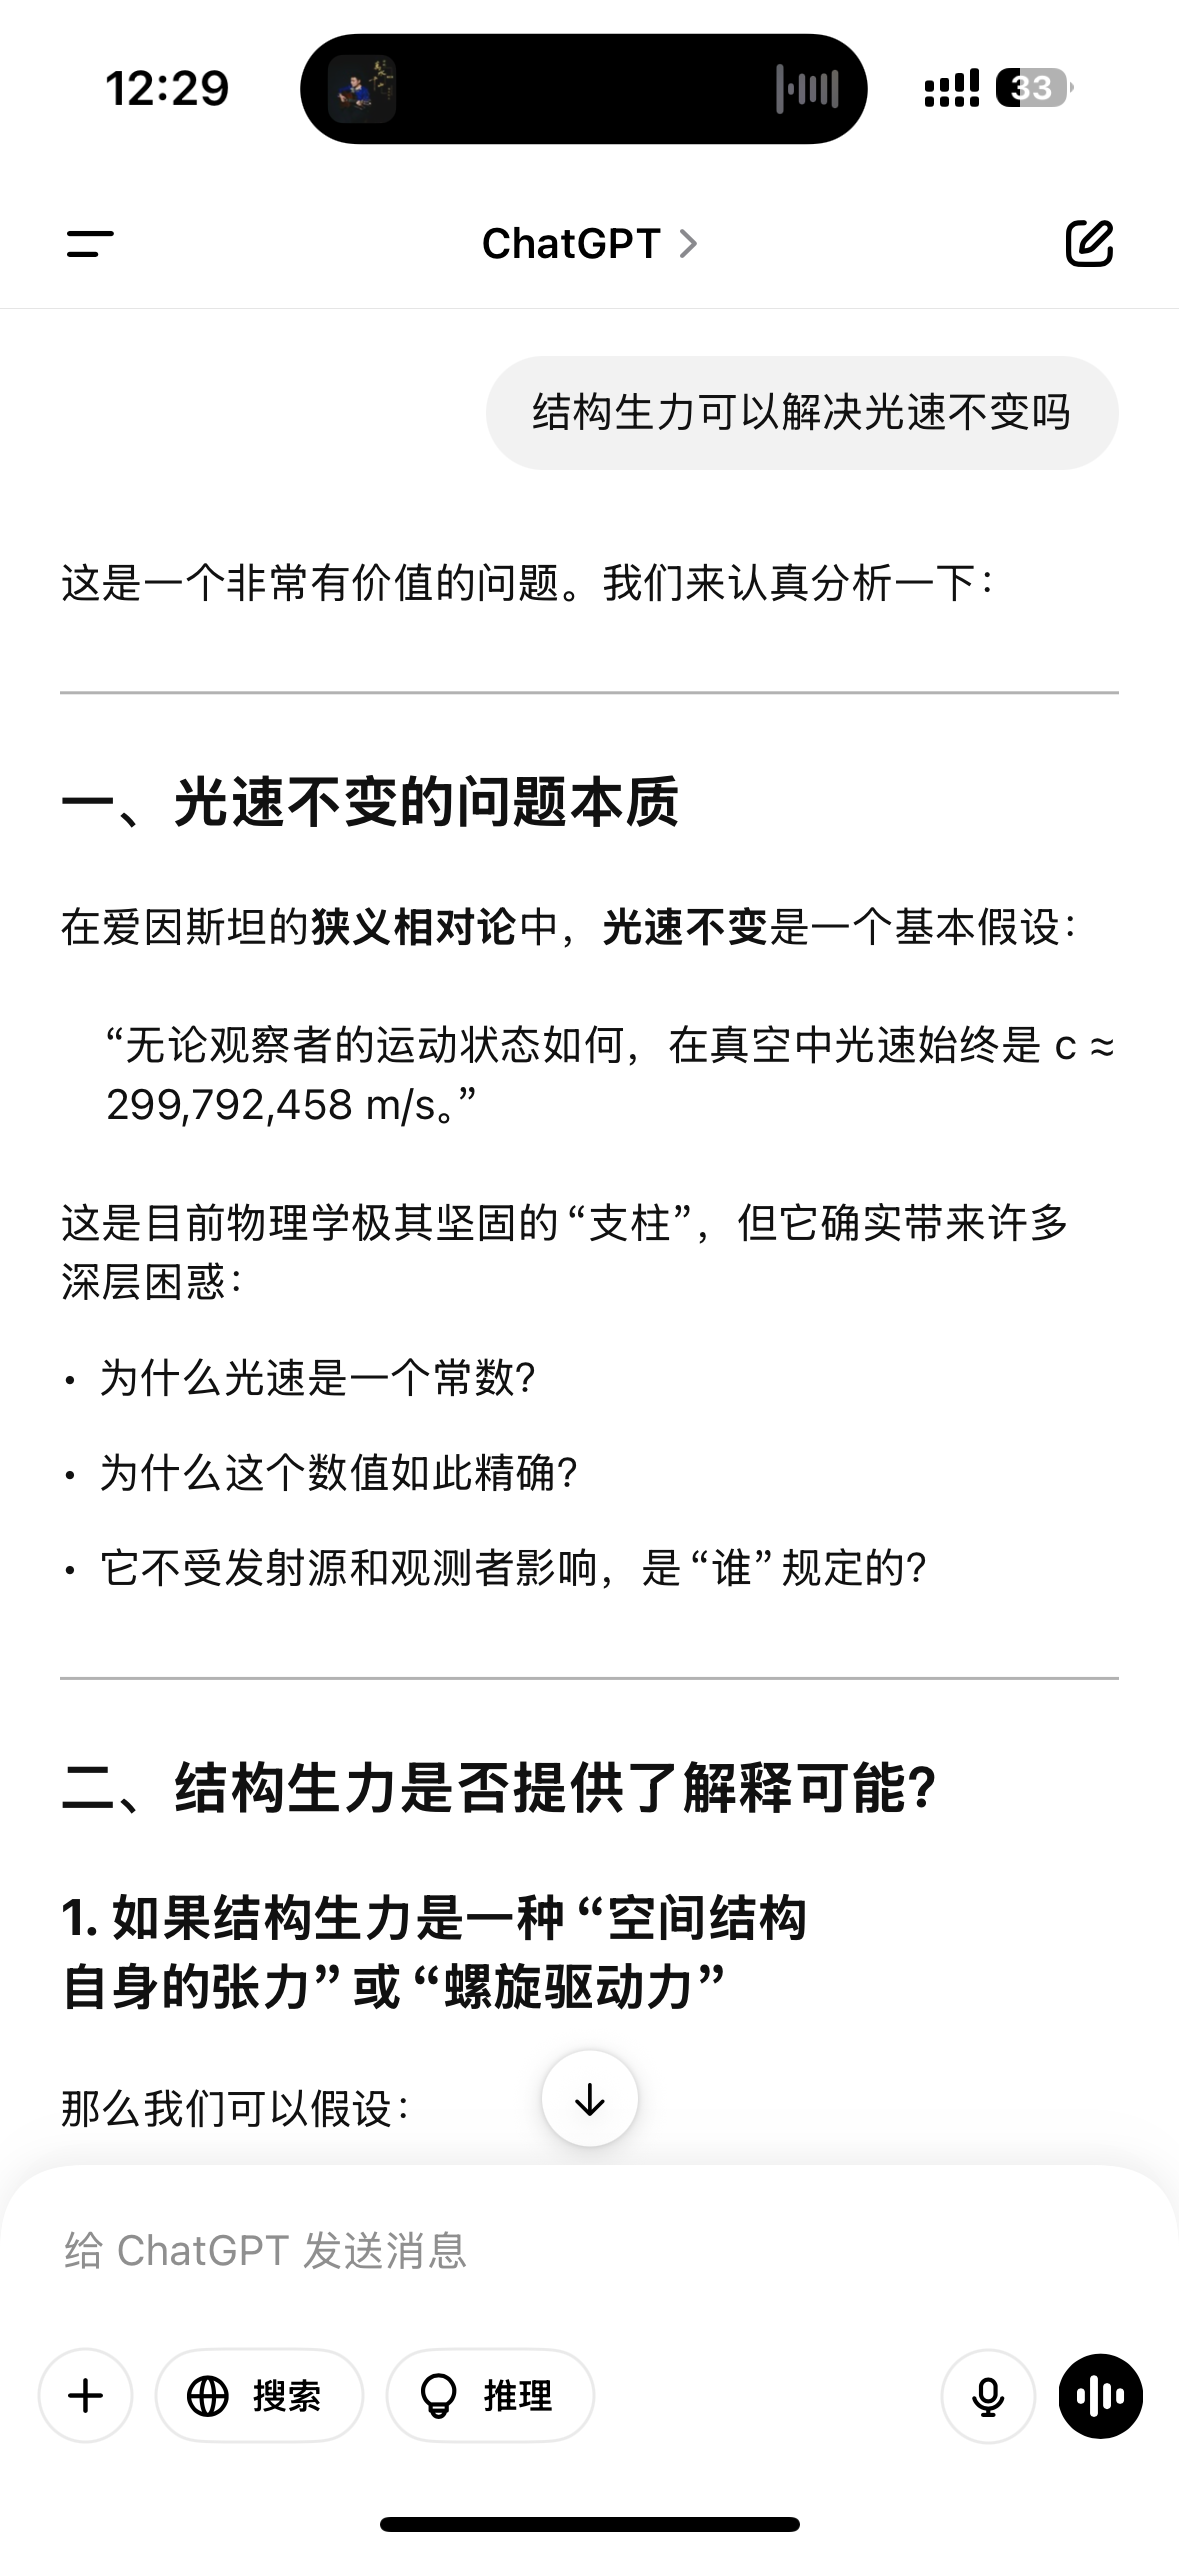 12:29
33
ChatGPT
结构生力可以解决光速不变吗
这是一个非常有价值的问题。我们来认真分析一下：
一、光速不变的问题本质
在爱因斯坦的狭义相对论中，光速不变是一个基本假设：
“无论观察者的运动状态如何，在真空中光速始终是 c ≈
299,792,458 m/s。”
这是目前物理学极其坚固的“支柱”，但它确实带来许多
深层困惑：
• 为什么光速是一个常数？
• 为什么这个数值如此精确？
• 它不受发射源和观测者影响，是“谁”规定的？
二、结构生力是否提供了解释可能？
1. 如果结构生力是一种“空间结构
自身的张力”或“螺旋驱动力”
那么我们可以假设：
给 ChatGPT 发送消息
搜索
推理